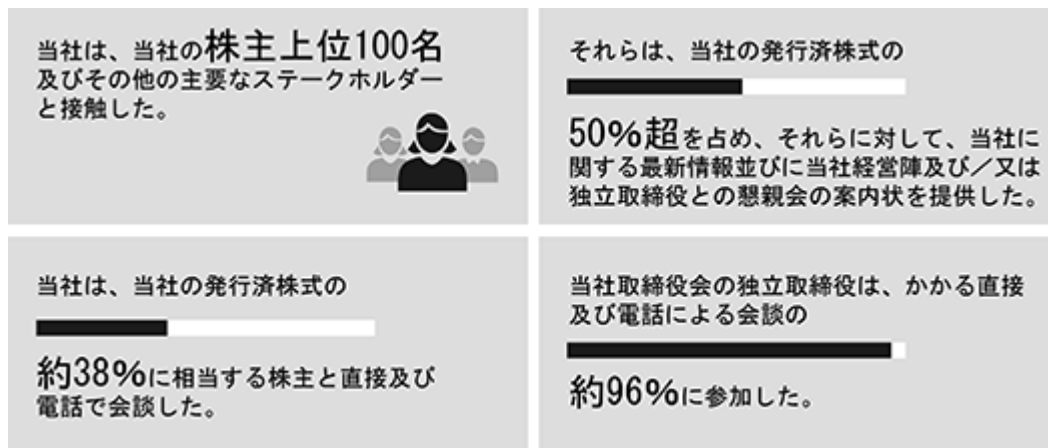 当社は、当社の株主上位100名
及びその他の主要なステークホルダー
と接触した。
それらは、当社の発行済株式の
50%超を占め、それらに対して、当社に
関する最新情報並びに当社経営陣及び／又は
独立取締役との懇親会の案内状を提供した。
当社は、当社の発行済株式の
約38%に相当する株主と直接及び
電話で会談した。
当社取締役会の独立取締役は、かかる直接
及び電話による会談の
約96%に参加した。